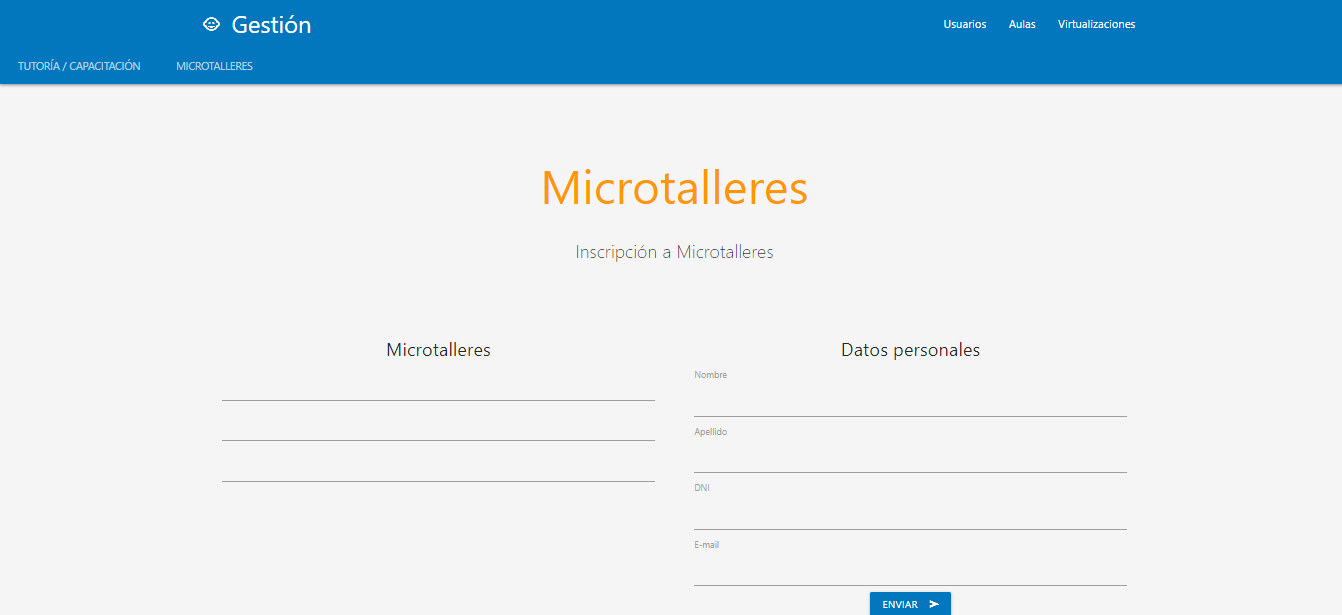 Gestión
Usuarios Aulas Virtualizaciones
TUTORÍA / CAPACITACIÓN MICROTALLERES
Microtalleres
Inscripción a Microtalleres
Microtalleres
Datos personales
Nombre
Apellido
DNI
E-mail
ENVIAR